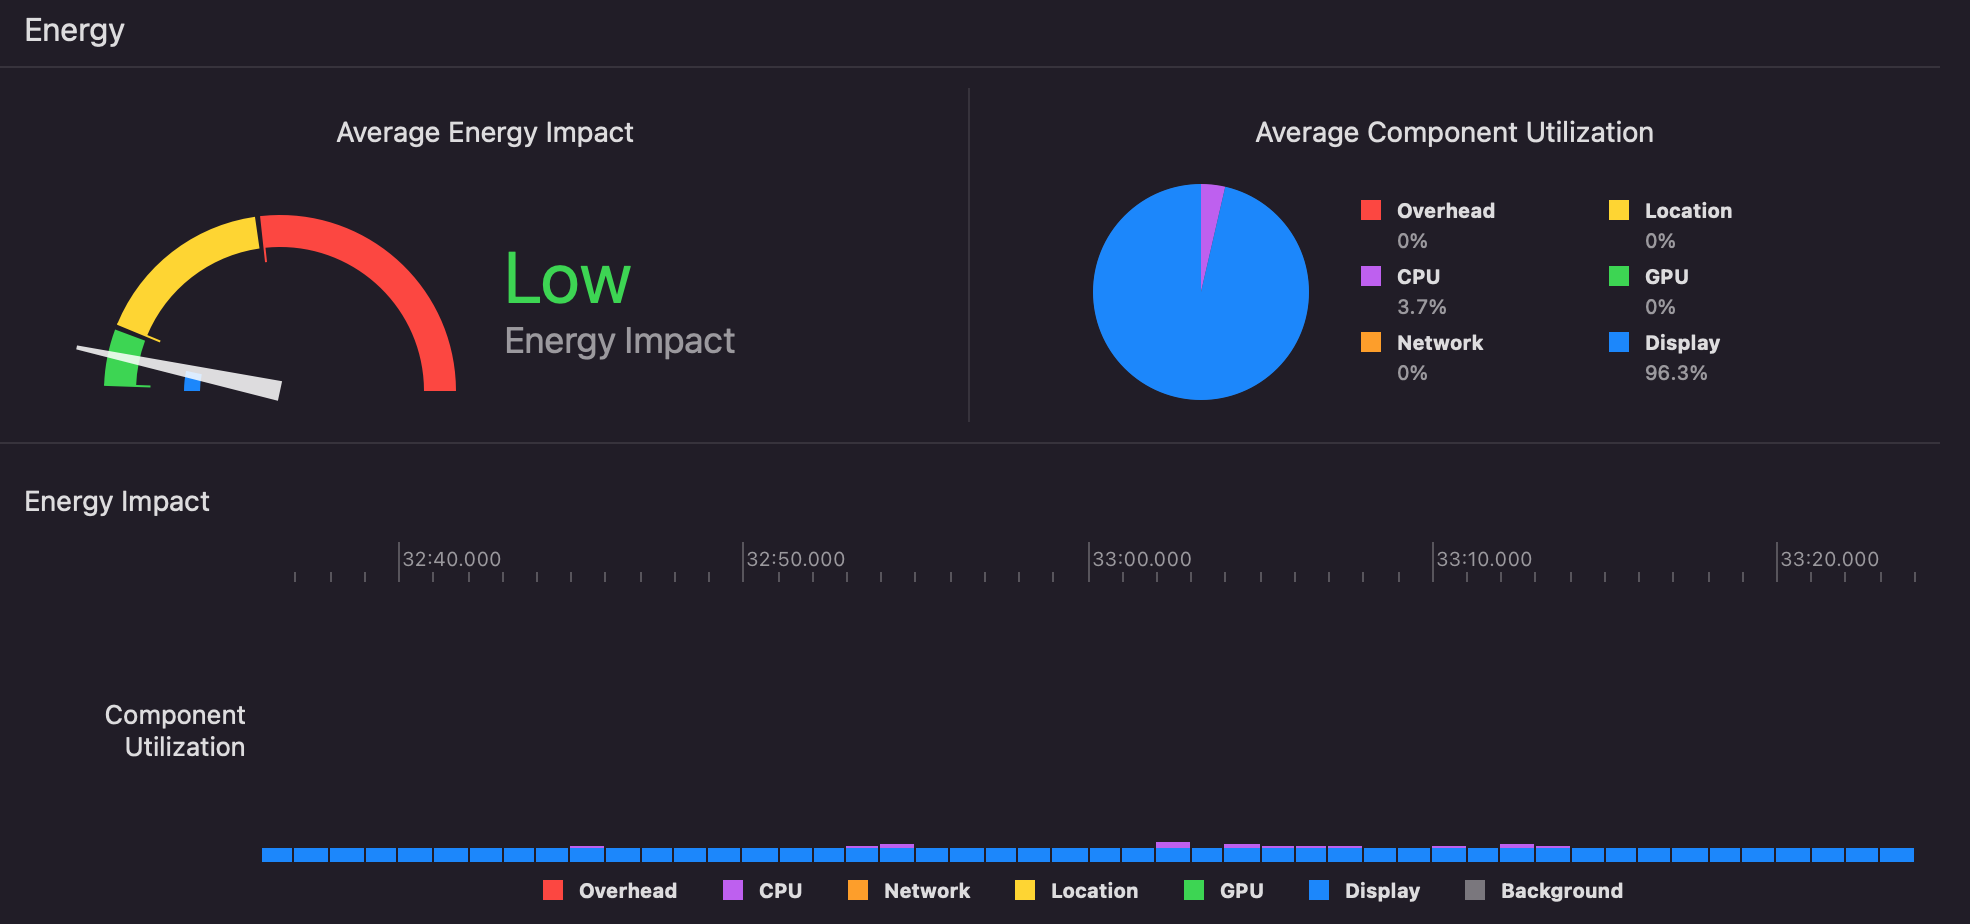 Energy
Average Energy Impact
Low
Energy Impact
Average Component Utilization
Overhead
0%
Location
0%
CPU
3.7%
GPU
0%
Network
0%
Display
96.3%
Energy Impact
32:40.000 32:50.000 33:00.000 33:10.000 33:20.000
Component
Utilization
Overhead CPU Network Location GPU Display Background